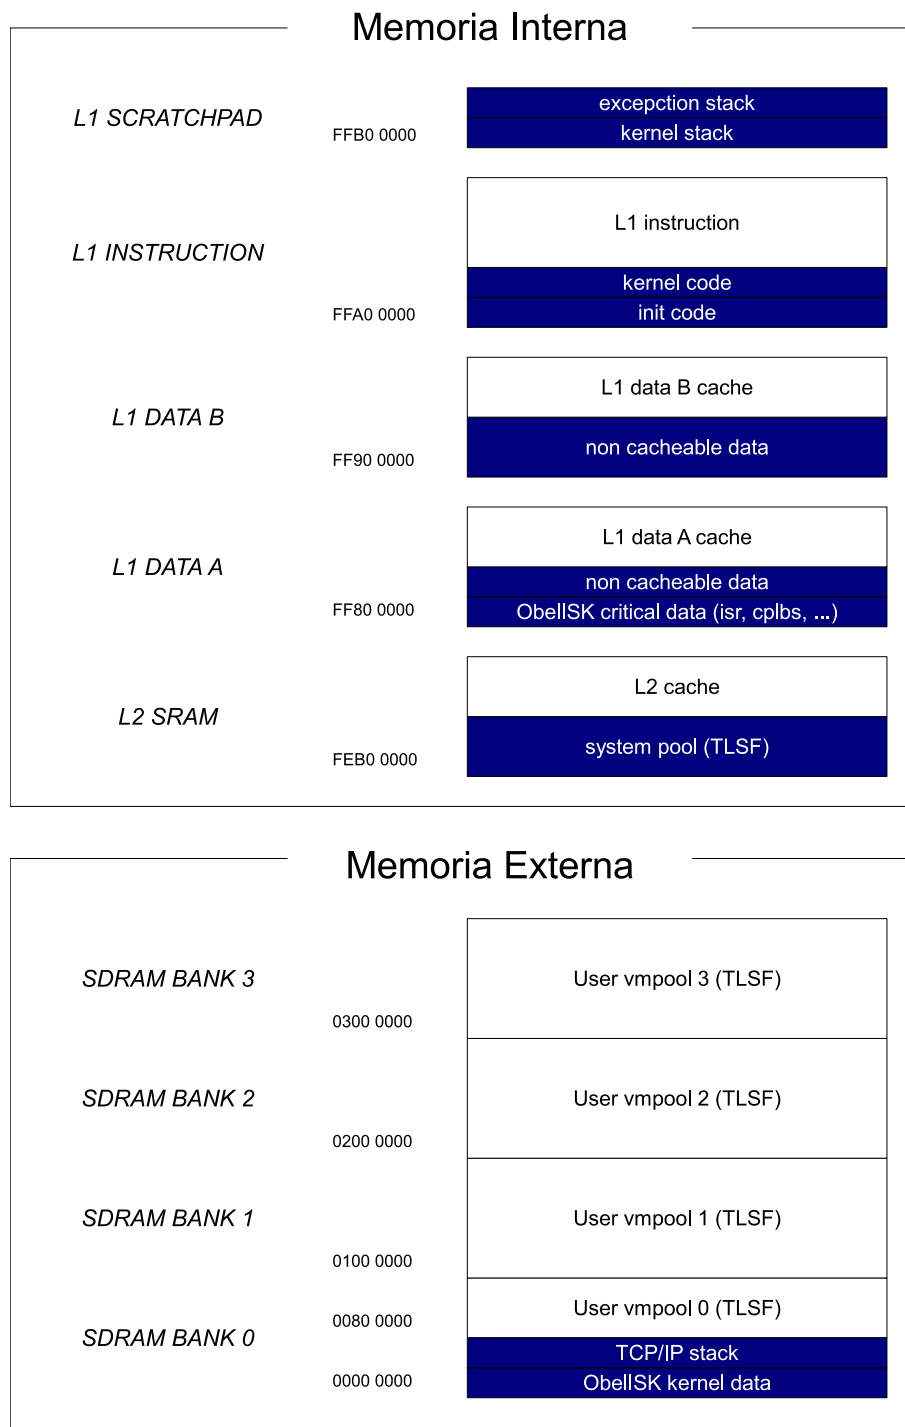 Memoria Interna
L1 SCRATCHPAD
excepction stack
FFB0 0000
kernel stack
L1 INSTRUCTION
L1 instruction
kernel code
FFA0 0000
init code
L1 DATA B
L1 data B cache
FF90 0000
non cacheable data
L1 DATA A
L1 data A cache
non cacheable data
FF80 0000
ObellSK critical data (isr, cplbs, ...)
L2 SRAM
L2 cache
FEB0 0000
system pool (TLSF)
Memoria Externa
SDRAM BANK 3
User vmpool 3 (TLSF)
0300 0000
SDRAM BANK 2
User vmpool 2 (TLSF)
0200 0000
SDRAM BANK 1
User vmpool 1 (TLSF)
0100 0000
User vmpool 0 (TLSF)
0080 0000
SDRAM BANK 0
TCP/IP stack
0000 0000
ObellSK kernel data